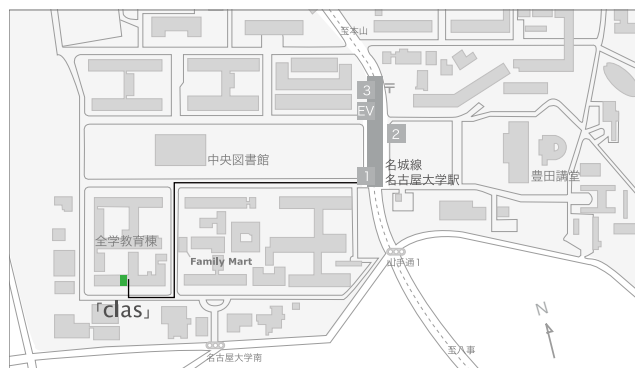 至本山
3
〒
EV
2
中央図書館
1
名城線
名古屋大学駅
豊田講堂
全学教育棟
Family Mart
山手通1
「clas」
N
名古屋大学南
至八事